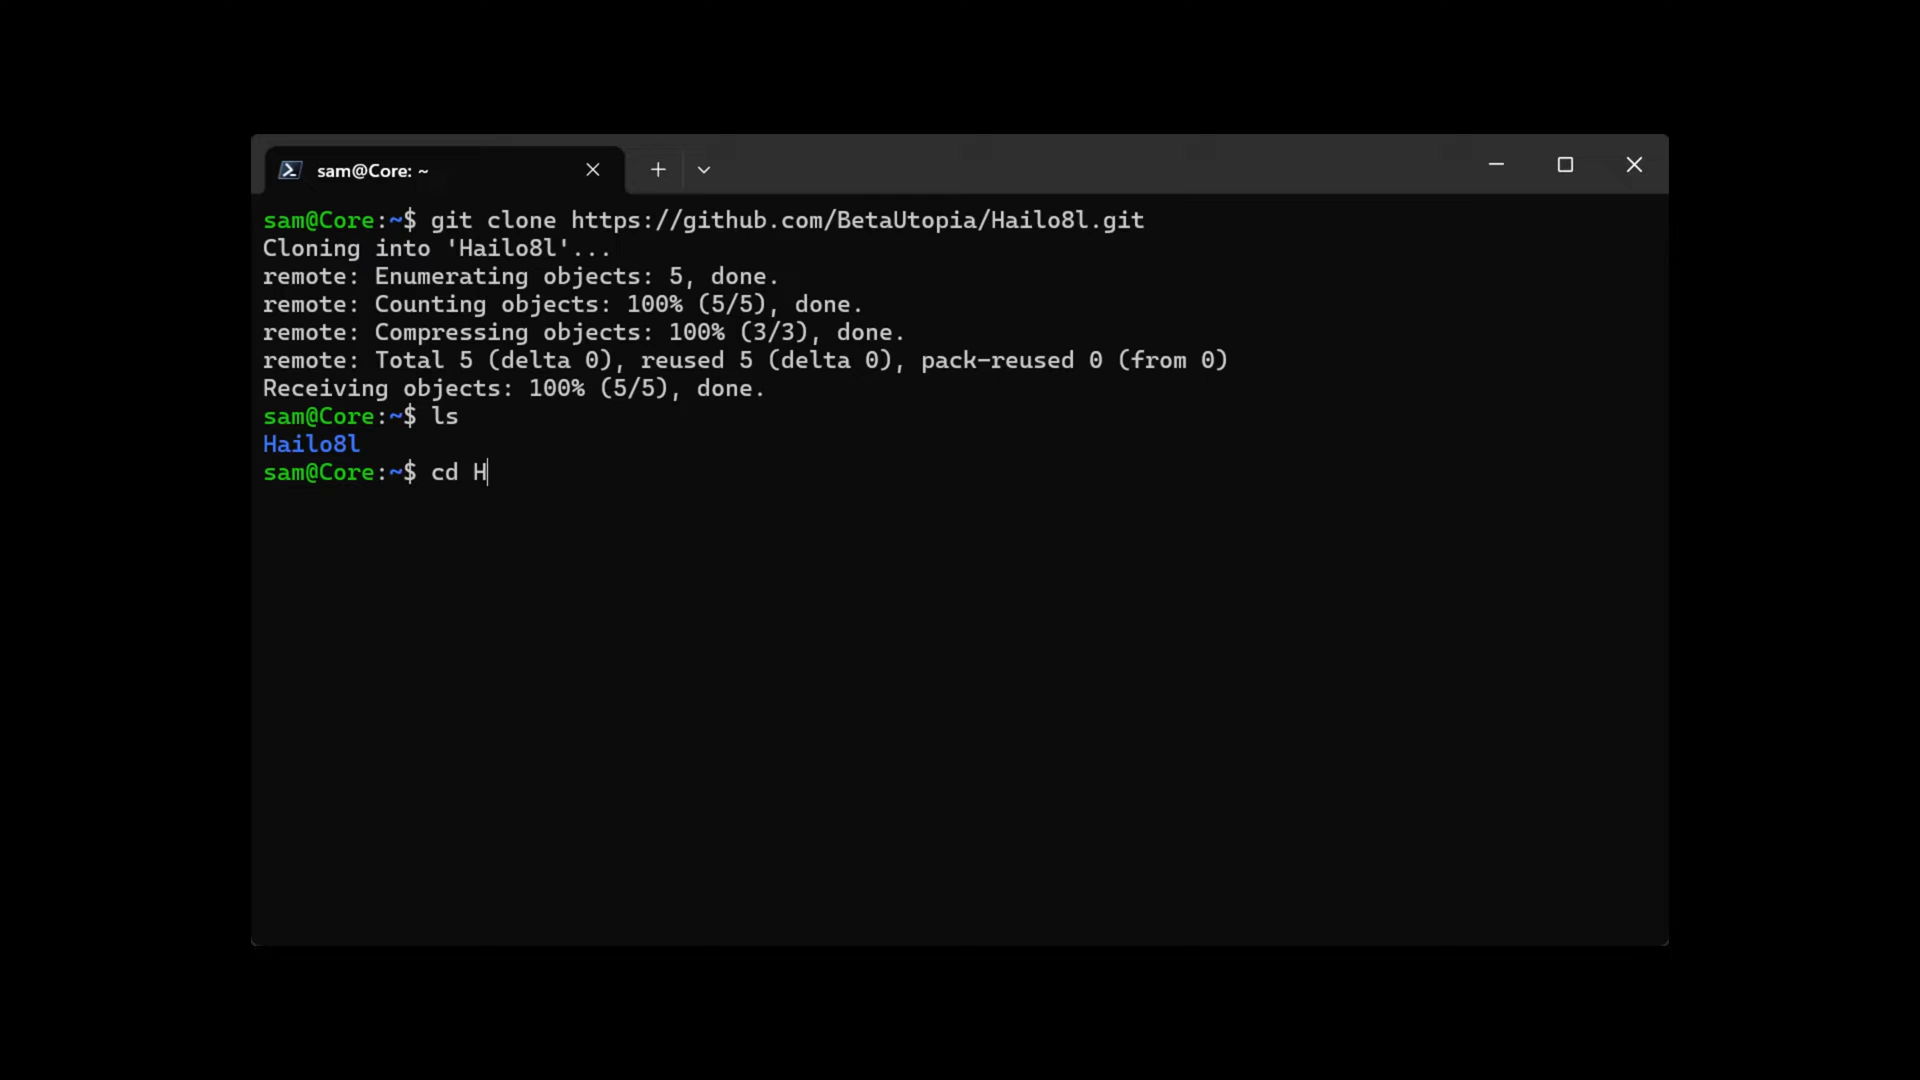 sam@Core: ~
sam@Core:~$ git clone https://github.com/BetaUtopia/Hailo8l.git
Cloning into 'Hailo8l'...
remote: Enumerating objects: 5, done.
remote: Counting objects: 100% (5/5), done.
remote: Compressing objects: 100% (3/3), done.
remote: Total 5 (delta 0), reused 5 (delta 0), pack-reused 0 (from 0)
Receiving objects: 100% (5/5), done.
sam@Core:~$ ls
Hailo8l
sam@Core:~$ cd H